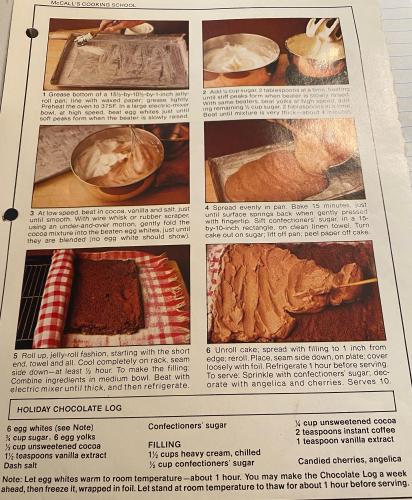 McCALL'S COOKING SCHOOL
1 Grease bottom of a 15½-by-10½-by-1-inch jelly-
roll pan; line with waxed paper; grease lightly.
Preheat the oven to 375F. In a large electric-mixer
bowl, at high speed, beat egg whites just until
soft peaks form when the beater is slowly raised.
2 Add ¼ cup sugar, 2 tablespoons at a time, beating
until stiff peaks form when beater is slowly raised.
With same beaters, beat yolks at high speed, add-
ing remaining ½ cup sugar, 2 tablespoons at a time.
Beat until mixture is very thick—about 4 minutes.
3 At low speed, beat in cocoa, vanilla and salt, just
until smooth. With wire whisk or rubber scraper,
using an under-and-over motion, gently fold the
cocoa mixture into the beaten egg whites, just until
they are blended (no egg white should show).
4 Spread evenly in pan. Bake 15 minutes, just
until surface springs back when gently pressed
with fingertip. Sift confectioners' sugar, in a 15-
by-10-inch rectangle, on clean linen towel. Turn
cake out on sugar; lift off pan; peel paper off cake.
5 Roll up, jelly-roll fashion, starting with the short
end, towel and all. Cool completely on rack, seam
side down—at least ½ hour. To make the filling:
Combine ingredients in medium bowl. Beat with
electric mixer until thick, and then refrigerate.
6 Unroll cake; spread with filling to 1 inch from
edge; reroll. Place, seam side down, on plate; cover
loosely with foil. Refrigerate 1 hour before serving.
To serve: Sprinkle with confectioners' sugar; dec-
orate with angelica and cherries. Serves 10.
HOLIDAY CHOCOLATE LOG
6 egg whites (see Note)
¾ cup sugar, 6 egg yolks
½ cup unsweetened cocoa
1½ teaspoons vanilla extract
Dash salt
Confectioners' sugar
FILLING
1½ cups heavy cream, chilled
½ cup confectioners' sugar
¼ cup unsweetened cocoa
2 teaspoons instant coffee
1 teaspoon vanilla extract
Candied cherries, angelica
Note: Let egg whites warm to room temperature—about 1 hour. You may make the Chocolate Log a week
ahead, then freeze it, wrapped in foil. Let stand at room temperature to thaw for about 1 hour before serving.